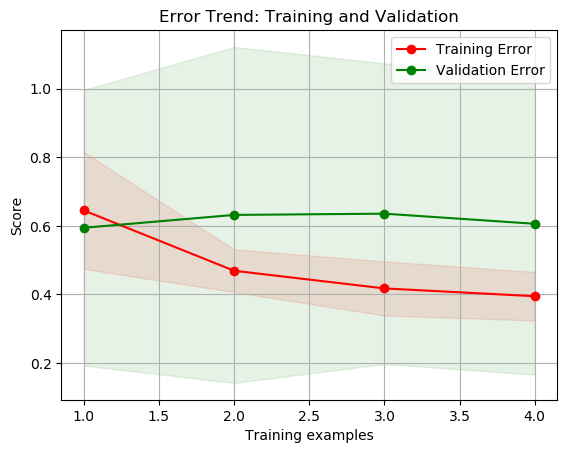 Error Trend: Training and Validation
Training Error
Validation Error
Score
1.0
0.8
0.6
0.4
0.2
1.0
1.5
2.0
2.5
3.0
3.5
4.0
Training examples